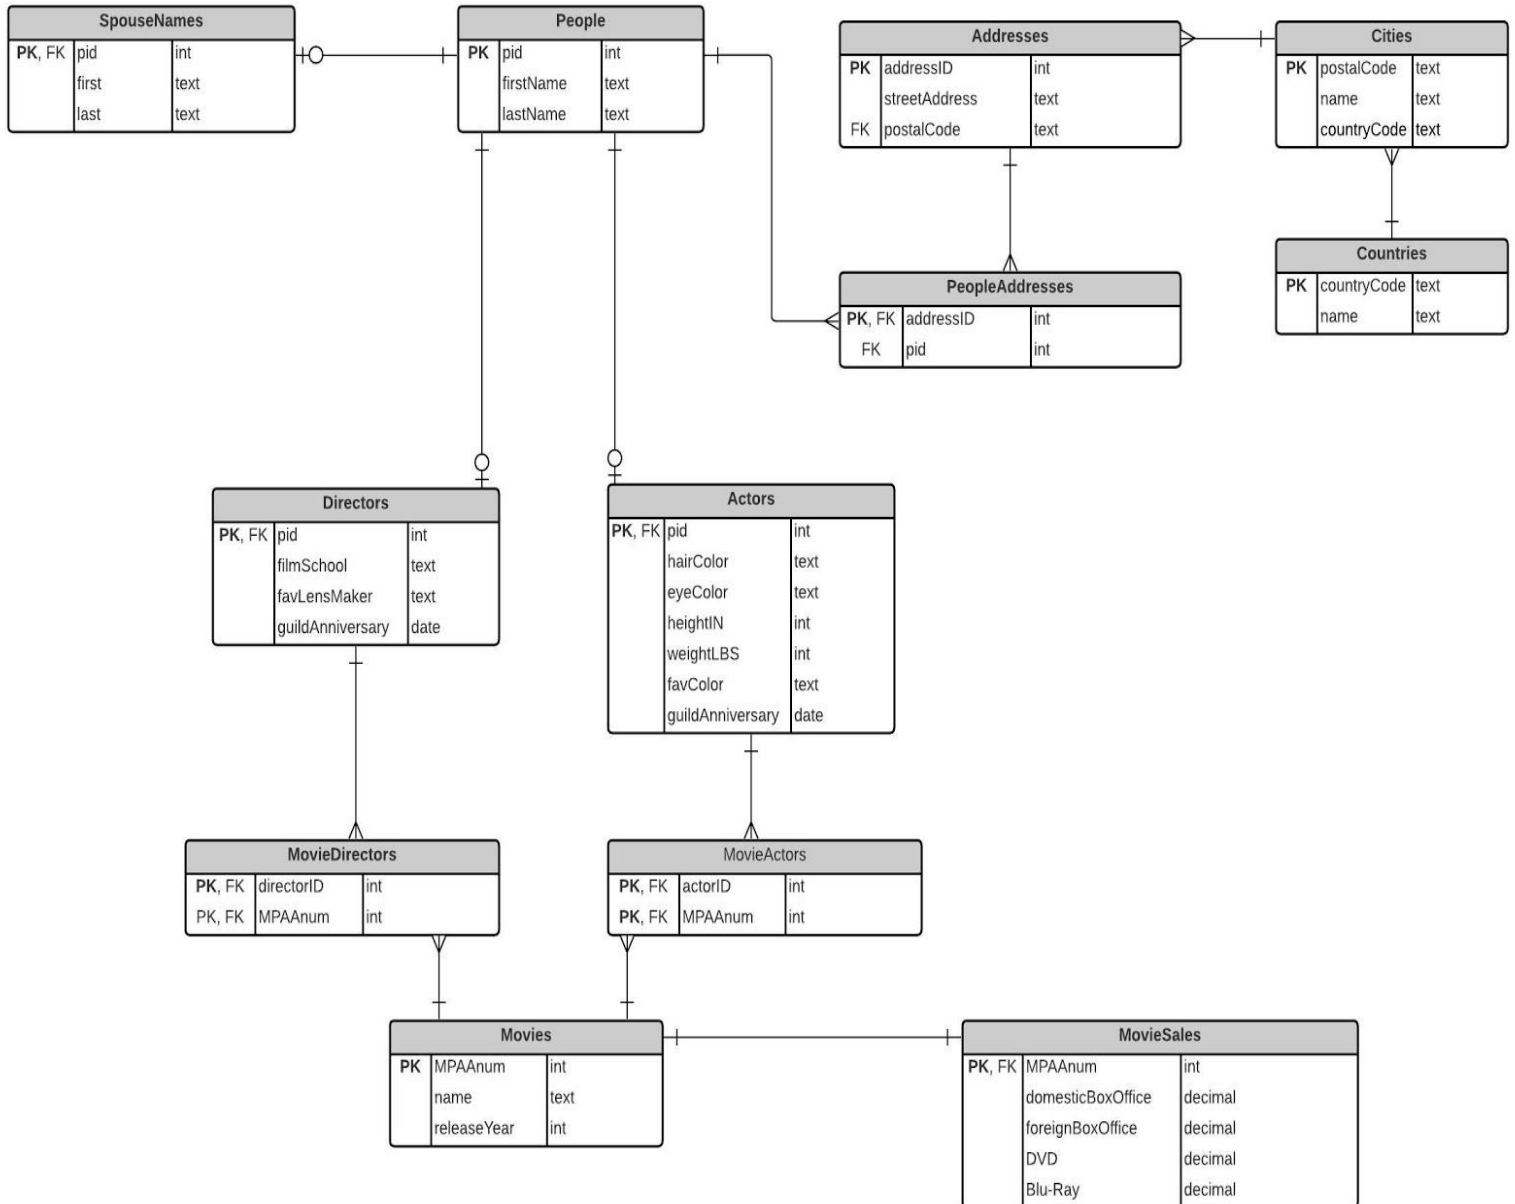 SpouseNames
PK, FK pid int
first text
last text
People
PK pid int
firstName text
lastName text
Addresses
PK addressID int
streetAddress text
FK postalCode text
Cities
PK postalCode text
name text
countryCode text
Countries
PK countryCode text
name text
PeopleAddresses
PK, FK addressID int
FK pid int
Directors
PK, FK pid int
filmSchool text
favLensMaker text
guildAnniversary date
Actors
PK, FK pid int
hairColor text
eyeColor text
heightIN int
weightLBS int
favColor text
guildAnniversary date
MovieDirectors
PK, FK directorID int
PK, FK MPAAnum int
MovieActors
PK, FK actorID int
PK, FK MPAAnum int
Movies
PK MPAAnum int
name text
releaseYear int
MovieSales
PK, FK MPAAnum int
domesticBoxOffice decimal
foreignBoxOffice decimal
DVD decimal
Blu-Ray decimal